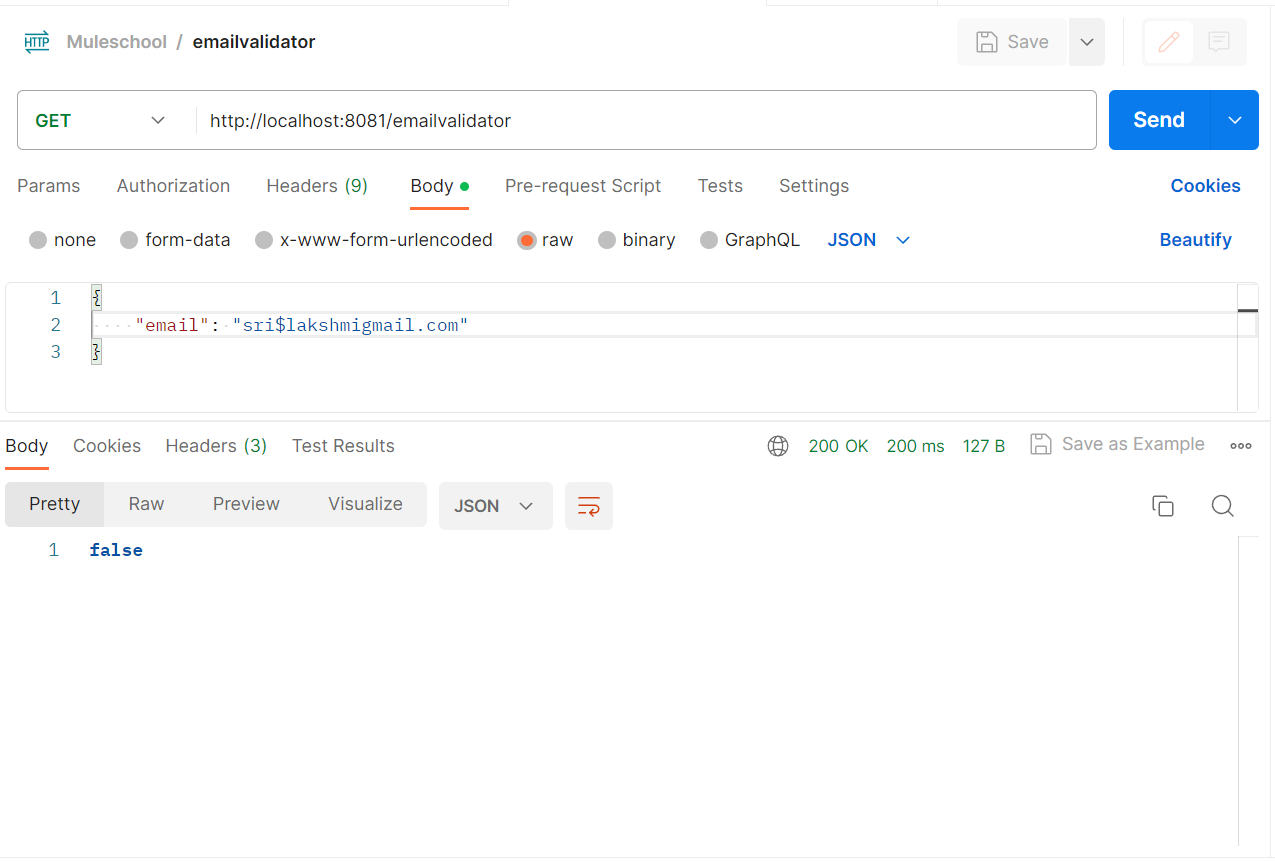 HTTP Muleschool / emailvalidator Save
GET http://localhost:8081/emailvalidator Send
Params Authorization Headers (9) Body Pre-request Script Tests Settings Cookies
none form-data x-www-form-urlencoded raw binary GraphQL JSON Beautify
1 {
2 "email": "sri$lakshmigmail.com"
3 }
Body Cookies Headers (3) Test Results 200 OK 200 ms 127 B Save as Example
Pretty Raw Preview Visualize JSON
1 false